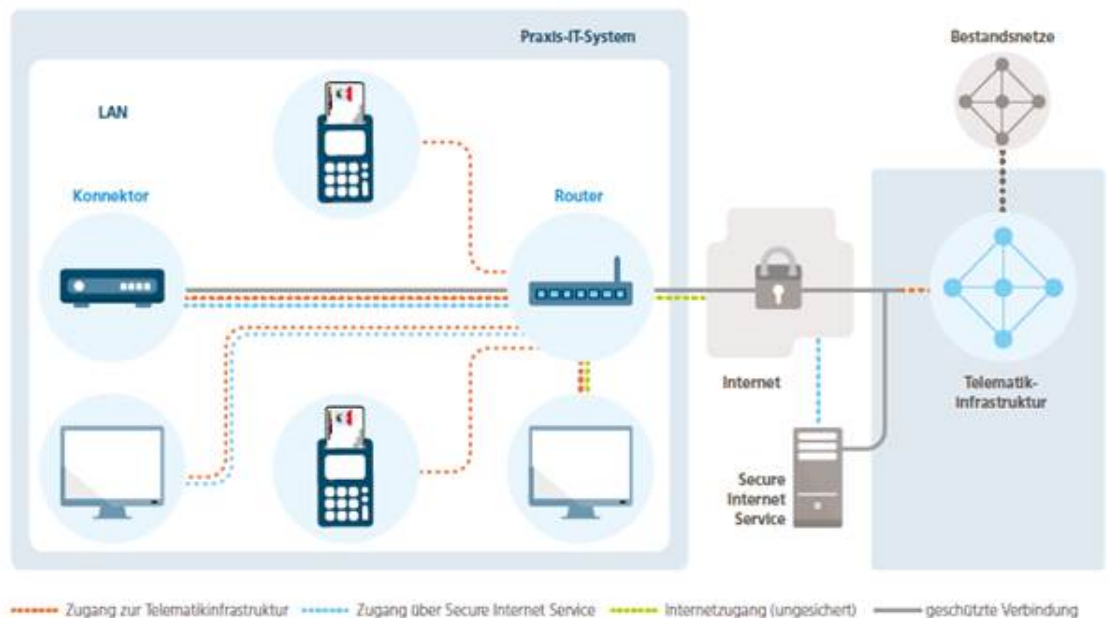 Praxis-IT-System
Bestandsnetze
LAN
Konnektor
Router
Internet
Telematik-
infrastruktur
Secure
Internet
Service
Zugang zur Telematikinfrastruktur
Zugang über Secure Internet Service
Internetzugang (ungesichert)
geschützte Verbindung